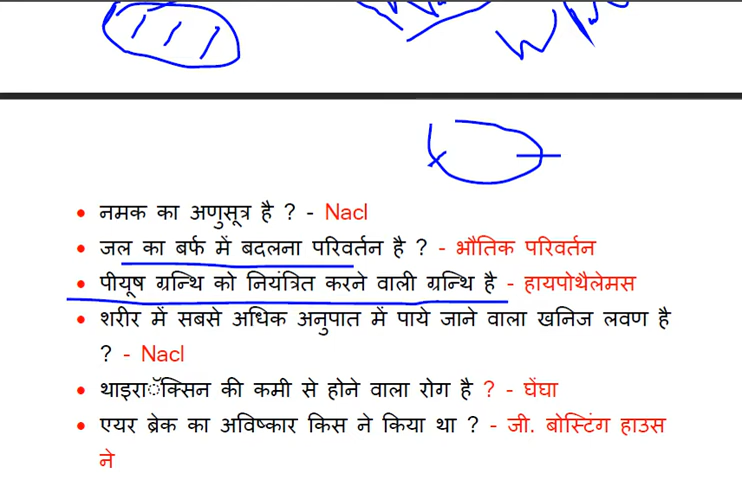 • नमक का अणुसूत्र है ? - Nacl
• जल का बर्फ में बदलना परिवर्तन है ? - भौतिक परिवर्तन
• पीयूष ग्रन्थि को नियंत्रित करने वाली ग्रन्थि है - हायपोथैलेमस
• शरीर में सबसे अधिक अनुपात में पाये जाने वाला खनिज लवण है
? - Nacl
• थाइराॅक्सिन की कमी से होने वाला रोग है ? - घेंघा
• एयर ब्रेक का अविष्कार किस ने किया था ? - जी. बोस्टिंग हाउस
ने